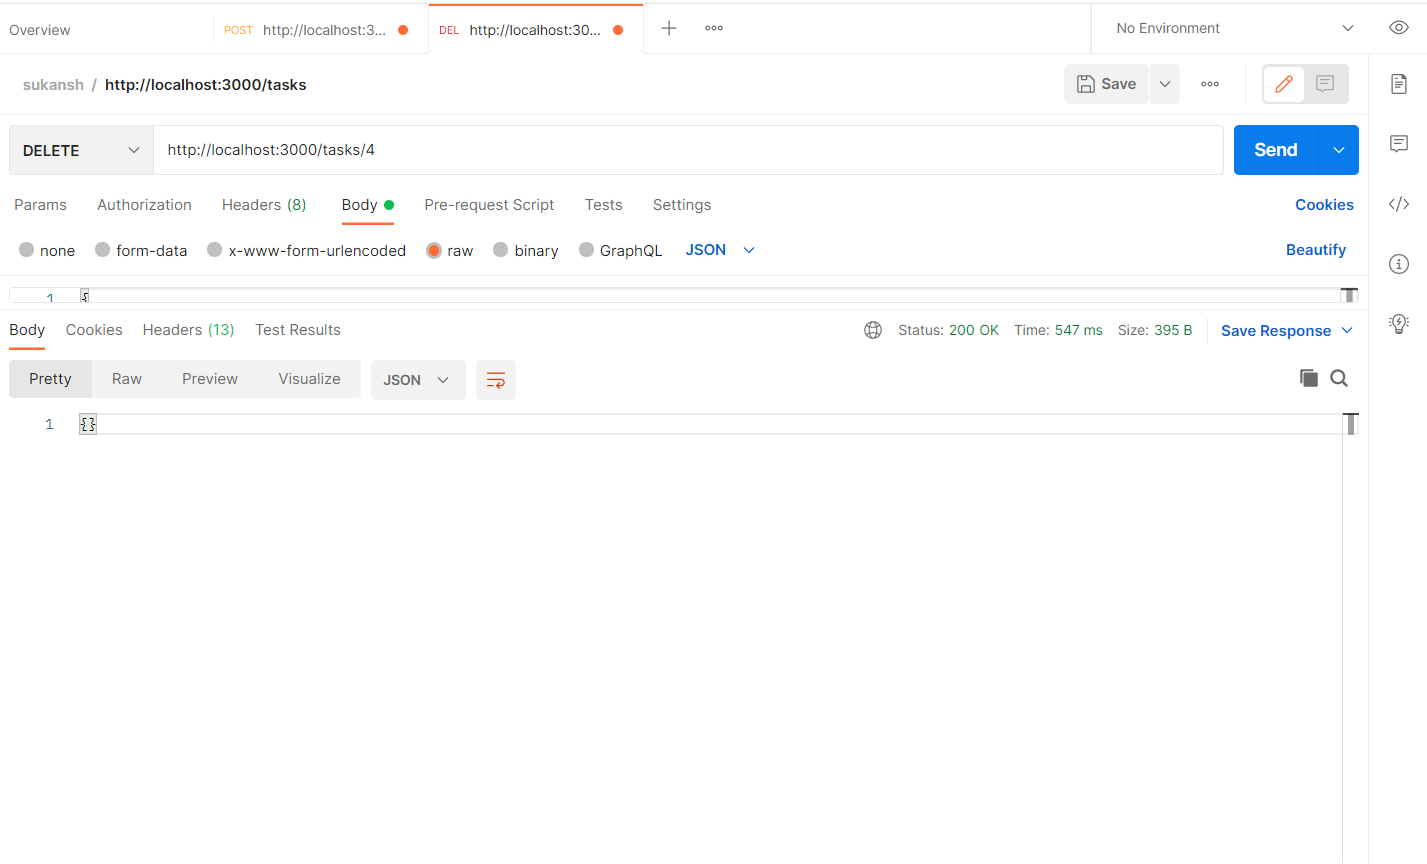 Overview POST http://localhost:3... DEL http://localhost:30... No Environment
sukansh / http://localhost:3000/tasks Save
DELETE http://localhost:3000/tasks/4 Send
Params Authorization Headers (8) Body Pre-request Script Tests Settings Cookies
none form-data x-www-form-urlencoded raw binary GraphQL JSON Beautify
1 {
Body Cookies Headers (13) Test Results Status: 200 OK Time: 547 ms Size: 395 B Save Response
Pretty Raw Preview Visualize JSON
1 {}